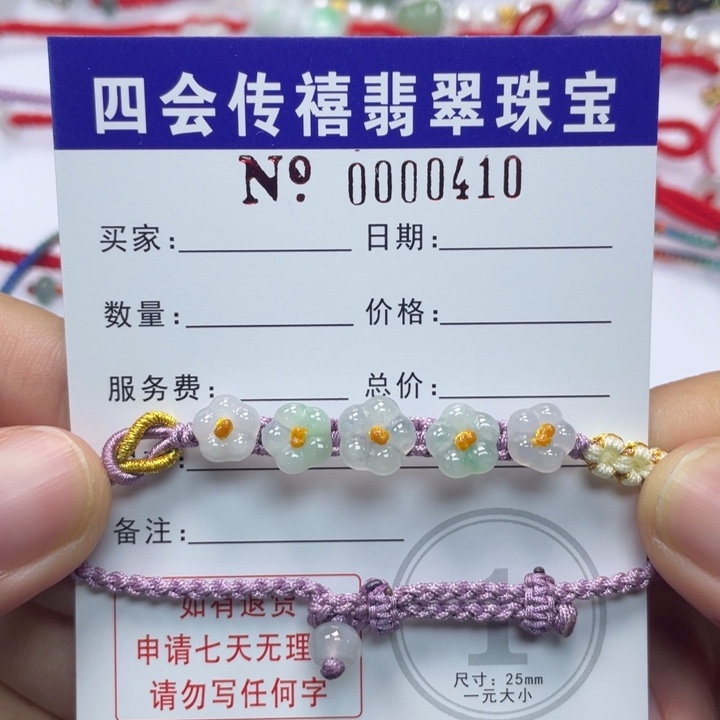 四会传禧翡翠珠宝
Nº 0000410
买家: 日期:
数量: 价格:
服务费: 总价:
备注:
如有退货
申请七天无理
请勿写任何字
1
尺寸: 25mm
一元大小